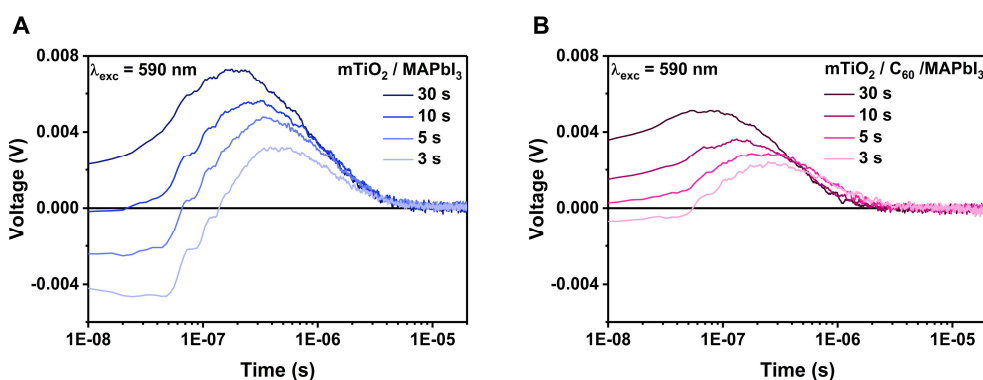 A
B
0.008
λexc = 590 nm
mTiO2 / MAPbI3
30 s
10 s
5 s
3 s
0.004
0.000
-0.004
Voltage (V)
1E-08
1E-07
1E-06
1E-05
Time (s)
0.008
λexc = 590 nm
mTiO2 / C60 /MAPbI3
30 s
10 s
5 s
3 s
0.004
0.000
-0.004
Voltage (V)
1E-08
1E-07
1E-06
1E-05
Time (s)